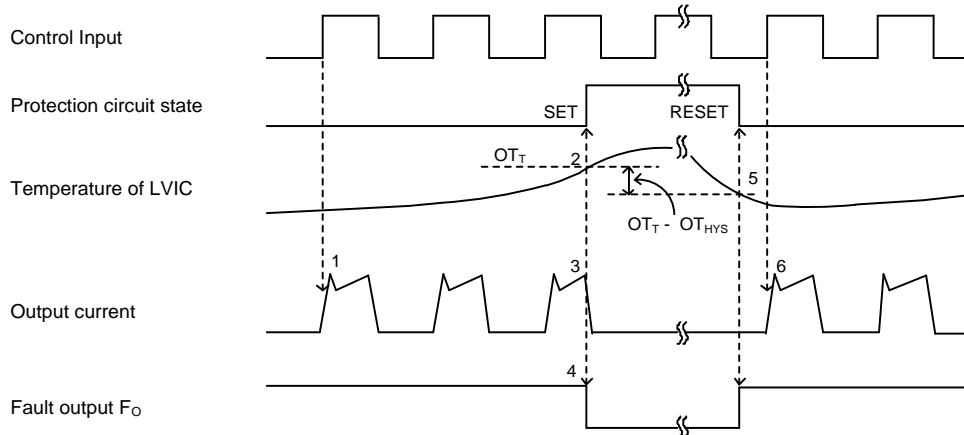 Control Input
Protection circuit state
SET
RESET
OT_T
2
5
Temperature of LVIC
OT_T - OT_HYS
1
3
6
Output current
4
Fault output F_O